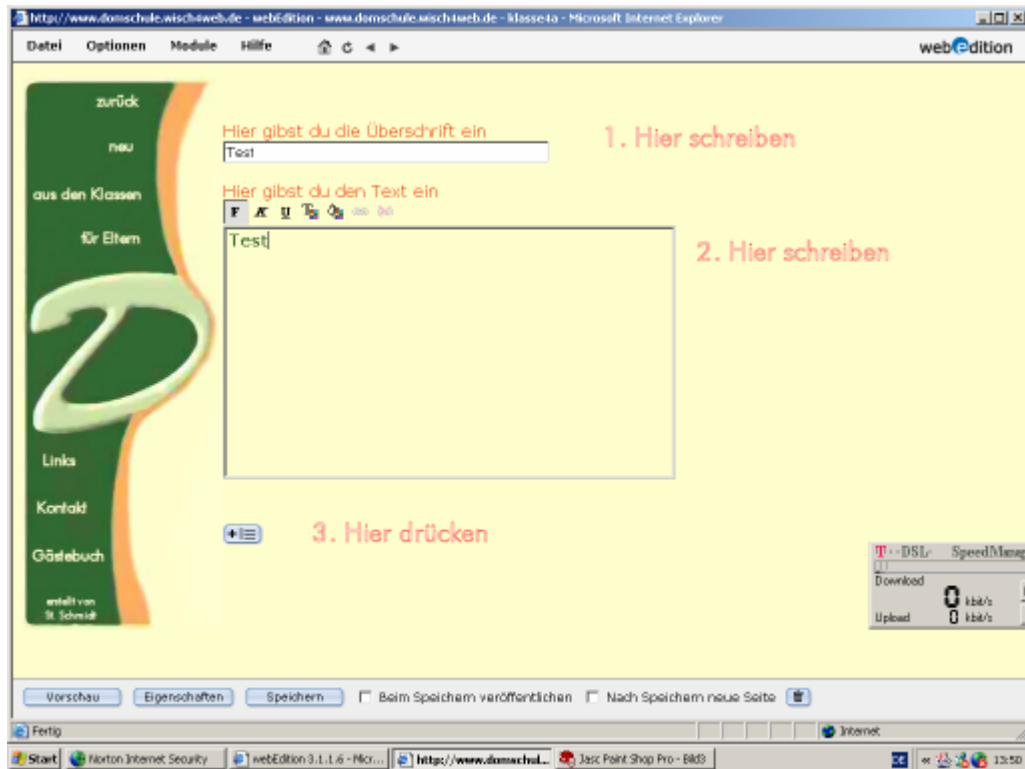 http://www.domschule.wisch4web.de - webEdition - www.domschule.wisch4web.de - klasse4a - Microsoft Internet Explorer
Datei Optionen Module Hilfe
webEdition
zurück
neu
aus den Klassen
für Eltern
Links
Kontakt
Gästebuch
erstellt von
St. Schmidt
Hier gibst du die Überschrift ein
Test
1. Hier schreiben
Hier gibst du den Text ein
F K U
Test
2. Hier schreiben
3. Hier drücken
T · · DSL · SpeedManag
Download
0 kbit/s
Upload 0 kbit/s
Vorschau Eigenschaften Speichern Beim Speichern veröffentlichen Nach Speichern neue Seite
Fertig Internet
Start Norton Internet Security webEdition 3.1.1.6 - Micr... http://www.domschul... Jasc Paint Shop Pro - Bild3 DE « 13:50